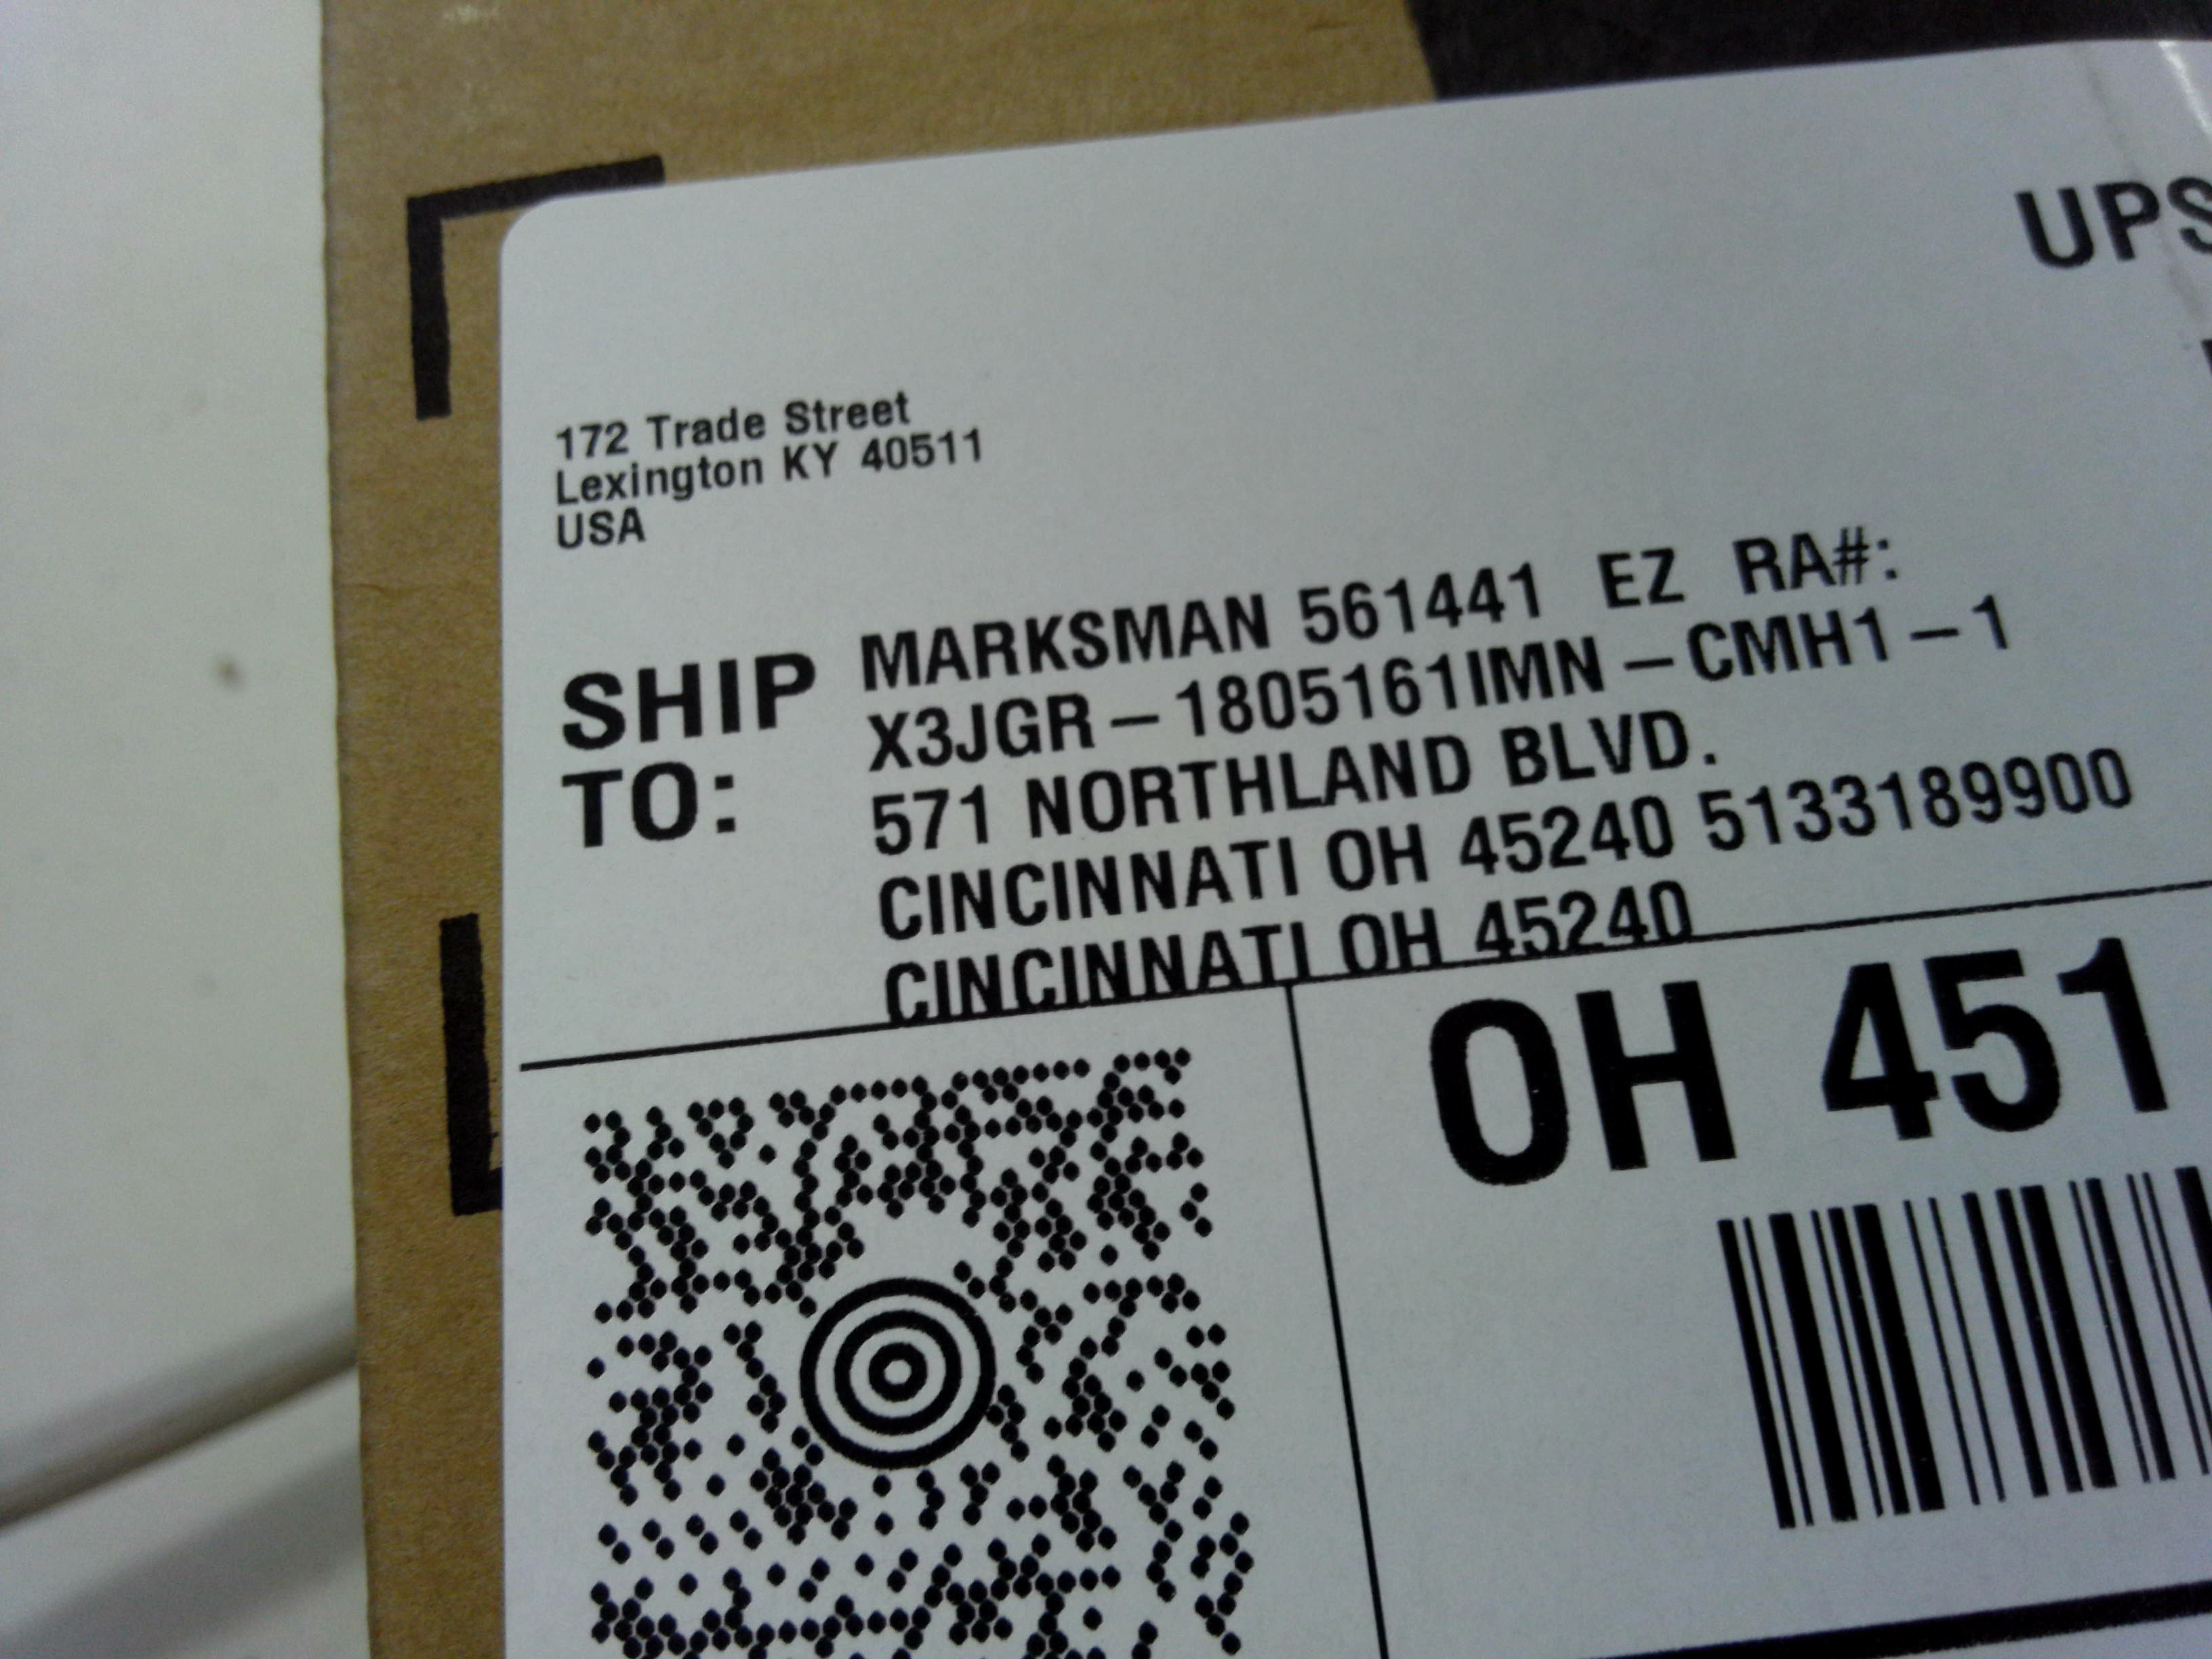 UPS
172 Trade Street
Lexington KY 40511
USA
SHIP TO:
MARKSMAN 561441 EZ RA#:
X3JGR-1805161IMN-CMH1-1
571 NORTHLAND BLVD.
CINCINNATI OH 45240 5133189900
CINCINNATI OH 45240
OH 451